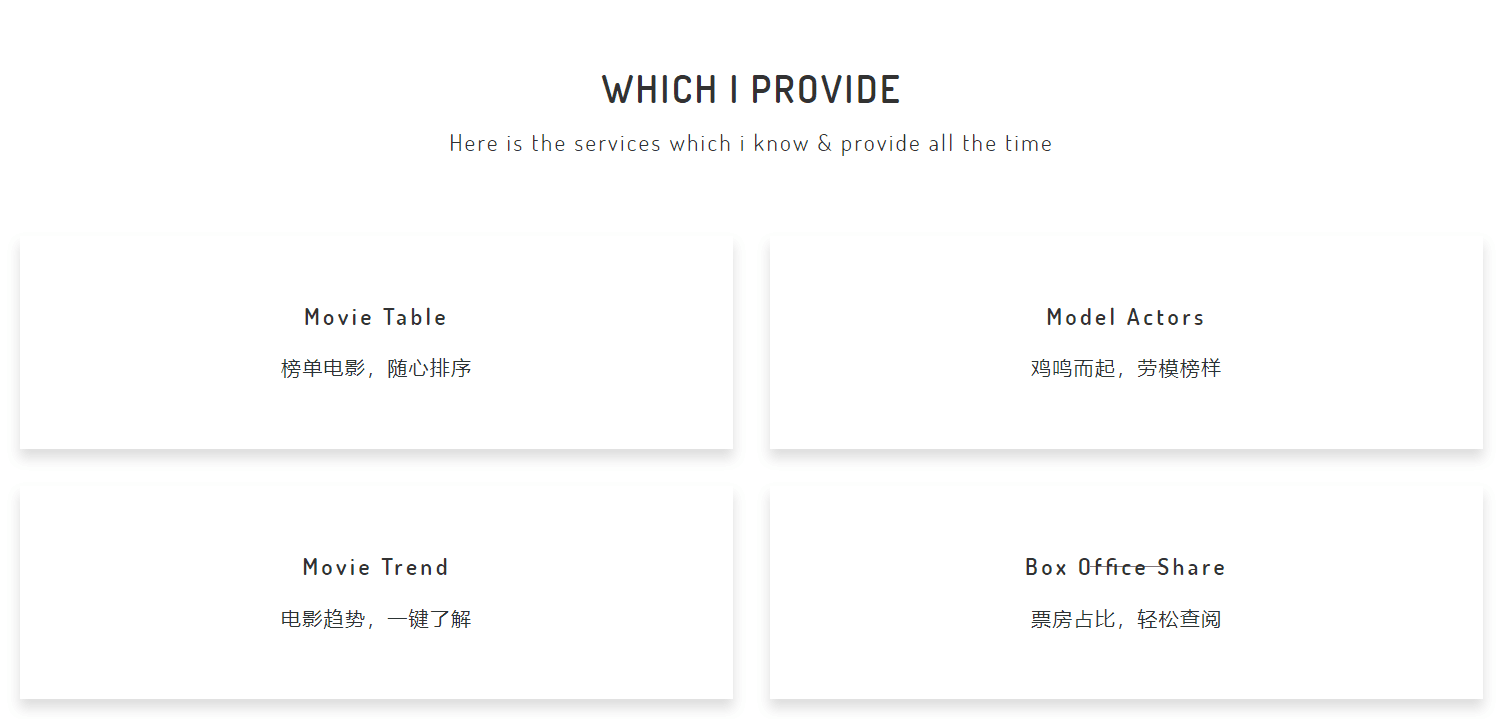 WHICH I PROVIDE
Here is the services which i know & provide all the time
Movie Table
榜单电影，随心排序
Model Actors
鸡鸣而起，劳模榜样
Movie Trend
电影趋势，一键了解
Box Office Share
票房占比，轻松查阅